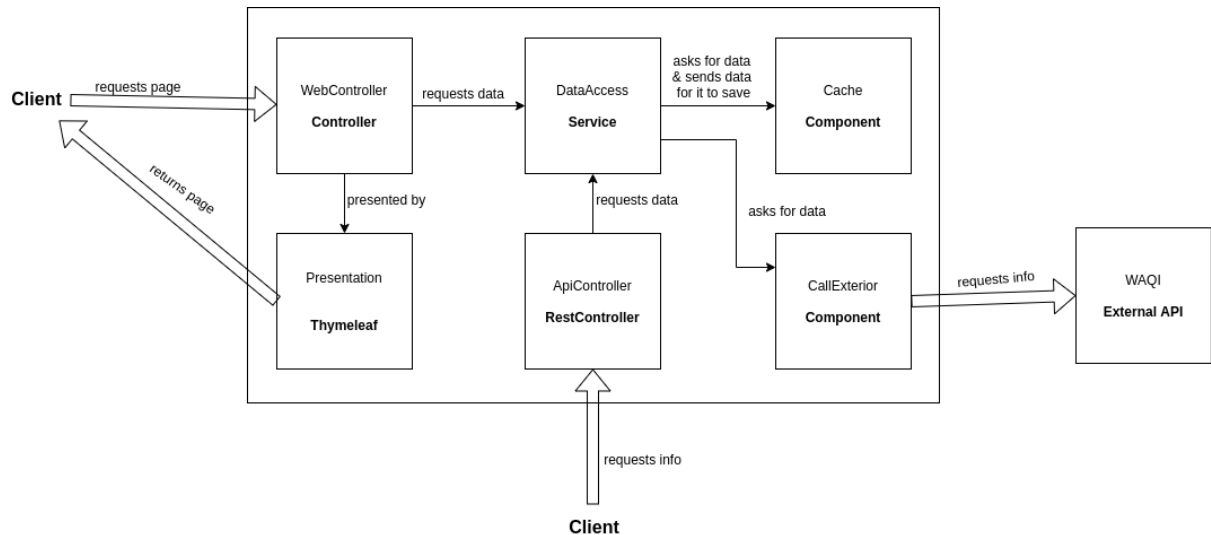 Client
requests page
returns page
WebController
Controller
requests data
presented by
Presentation
Thymeleaf
DataAccess
Service
asks for data
& sends data
for it to save
Cache
Component
requests data
ApiController
RestController
asks for data
CallExterior
Component
requests info
WAQI
External API
requests info
Client